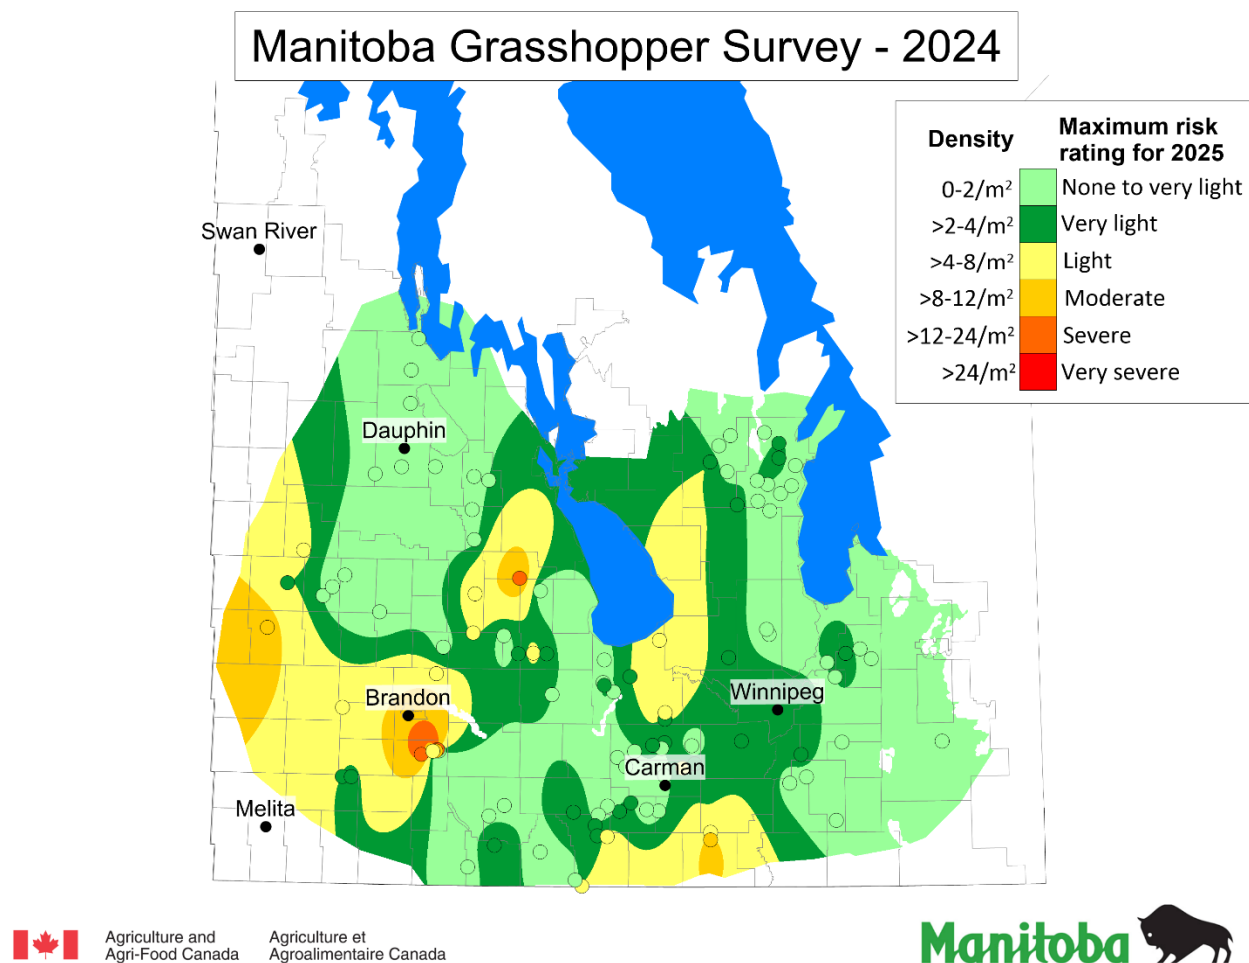 Manitoba Grasshopper Survey - 2024
Density
Maximum risk
rating for 2025
0-2/m² None to very light
>2-4/m² Very light
>4-8/m² Light
>8-12/m² Moderate
>12-24/m² Severe
>24/m² Very severe
Swan River
Dauphin
Brandon
Winnipeg
Carman
Melita
Agriculture and
Agri-Food Canada
Agriculture et
Agroalimentaire Canada
Manitoba